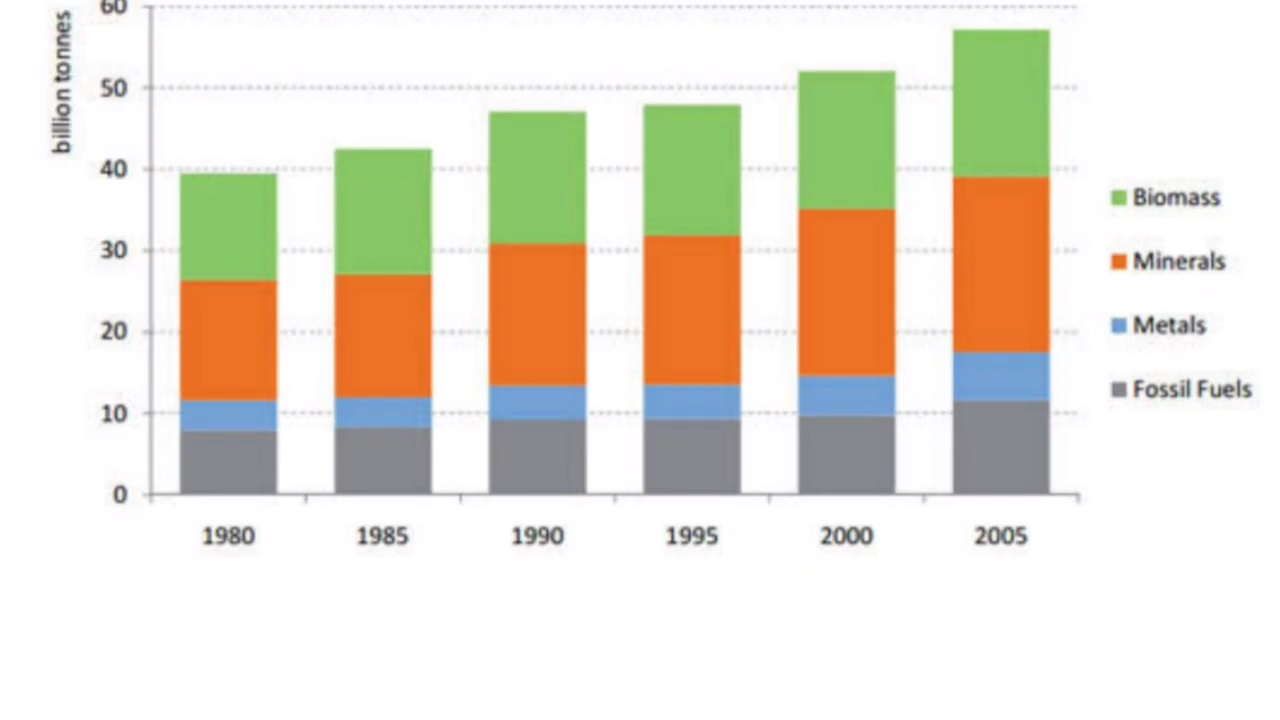 billion tonnes
60
50
40
30
20
10
0
1980 1985 1990 1995 2000 2005
Biomass
Minerals
Metals
Fossil Fuels